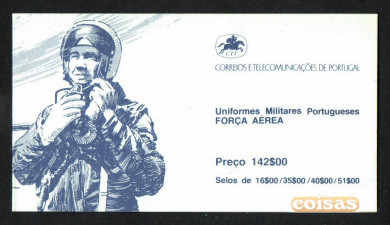 CTT
CORREIOS E TELECOMUNICAÇÕES DE PORTUGAL
Uniformes Militares Portugueses
FORÇA AÉREA
Preço 142$00
Selos de 16$00/35$00/40$00/51$00
coisas